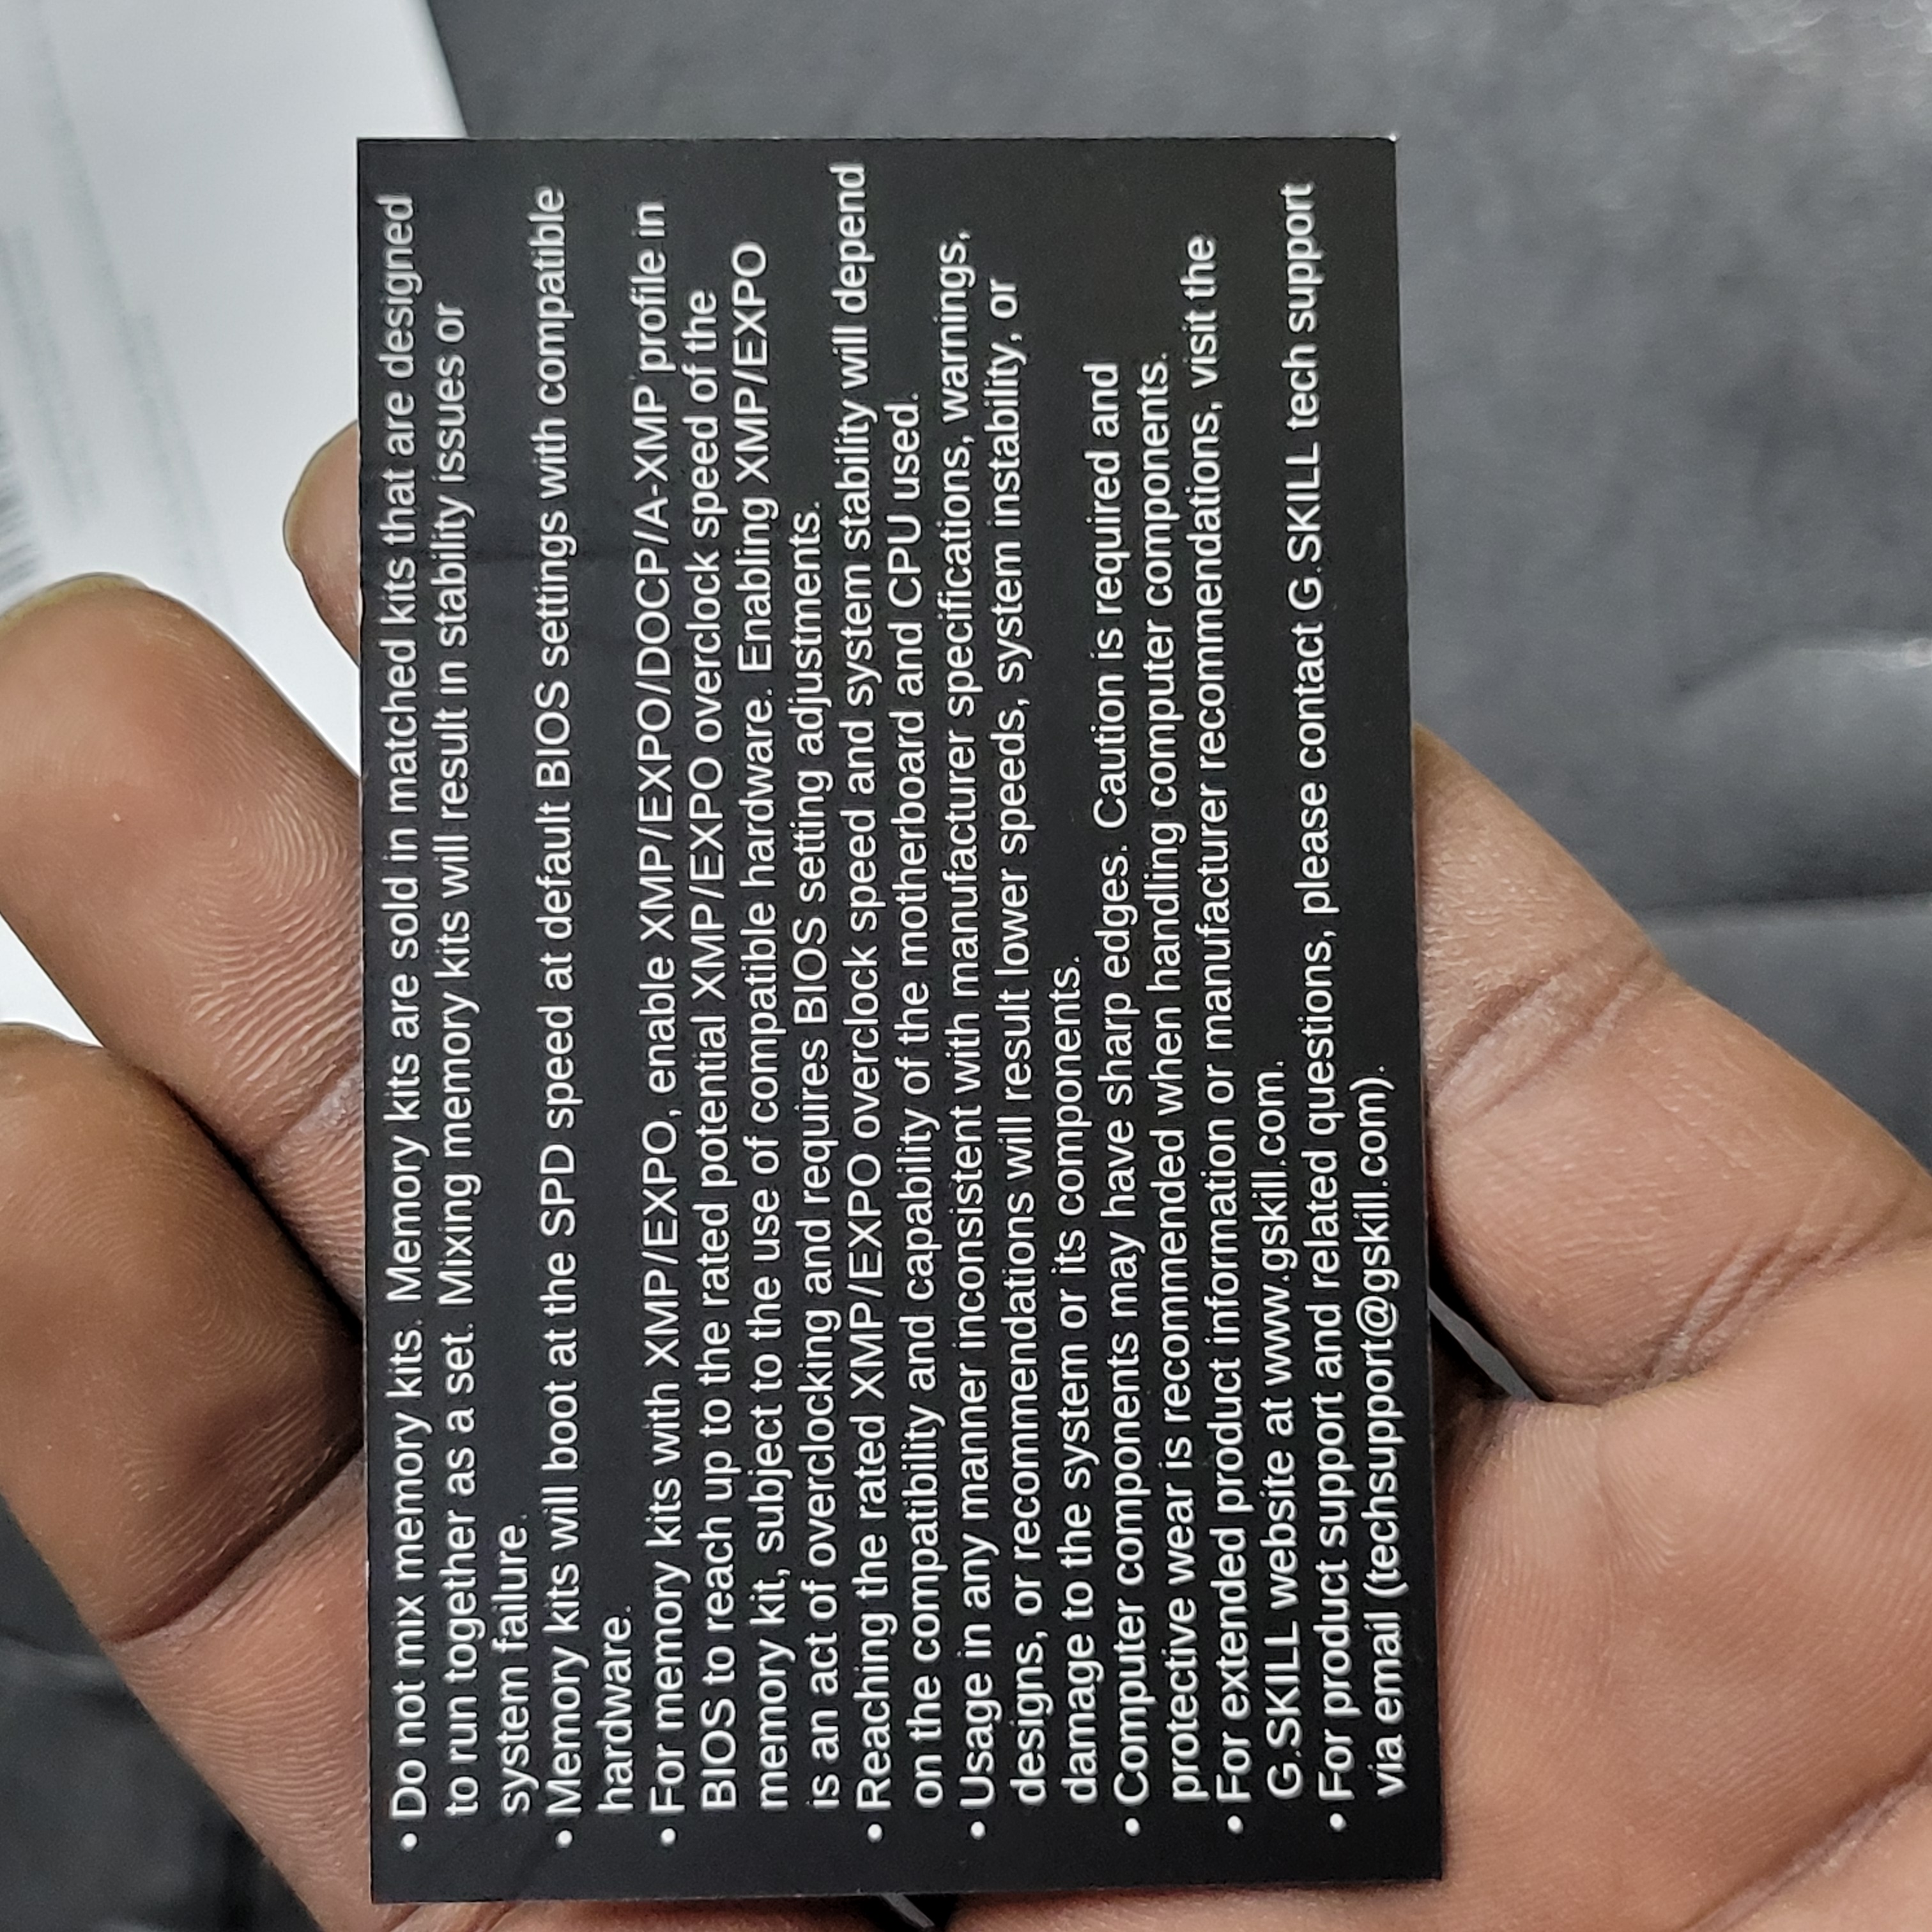 • Do not mix memory kits. Memory kits are sold in matched kits that are designed
to run together as a set. Mixing memory kits will result in stability issues or
system failure.
• Memory kits will boot at the SPD speed at default BIOS settings with compatible
hardware.
• For memory kits with XMP/EXPO, enable XMP/EXPO/DOCP/A-XMP profile in
BIOS to reach up to the rated potential XMP/EXPO overclock speed of the
memory kit, subject to the use of compatible hardware. Enabling XMP/EXPO
is an act of overclocking and requires BIOS setting adjustments.
• Reaching the rated XMP/EXPO overclock speed and system stability will depend
on the compatibility and capability of the motherboard and CPU used.
• Usage in any manner inconsistent with manufacturer specifications, warnings,
designs, or recommendations will result lower speeds, system instability, or
damage to the system or its components.
• Computer components may have sharp edges. Caution is required and
protective wear is recommended when handling computer components.
• For extended product information or manufacturer recommendations, visit the
G.SKILL website at www.gskill.com.
• For product support and related questions, please contact G.SKILL tech support
via email (techsupport@gskill.com).